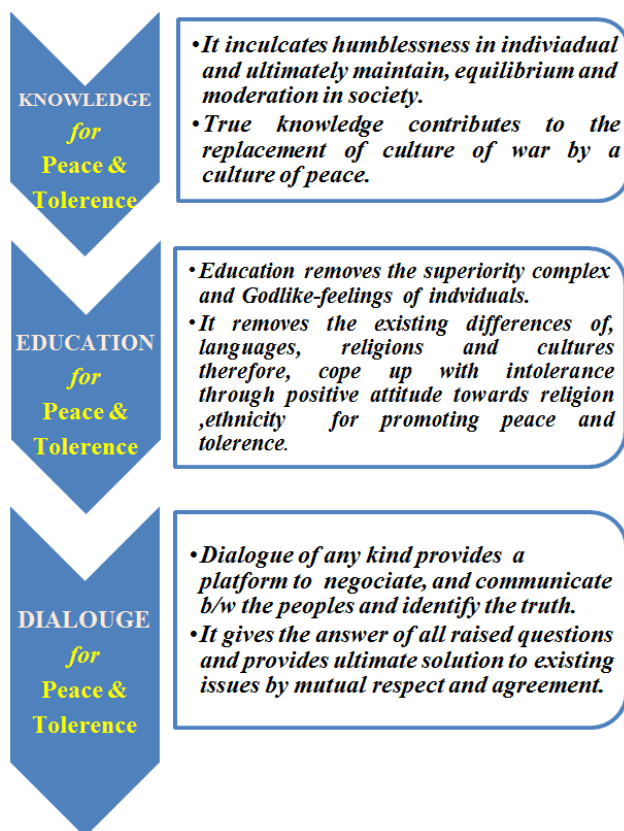 KNOWLEDGE
for
Peace &
Tolerence
•It inculcates humblessness in indiviadual
and ultimately maintain, equilibrium and
moderation in society.
•True knowledge contributes to the
replacement of culture of war by a
culture of peace.
EDUCATION
for
Peace &
Tolerence
•Education removes the superiority complex
and Godlike-feelings of indviduals.
•It removes the existing differences of,
languages, religions and cultures
therefore, cope up with intolerance
through positive attitude towards religion
,ethnicity for promoting peace and
tolerence.
DIALOUGE
for
Peace &
Tolerence
•Dialogue of any kind provides a
platform to negociate, and communicate
b/w the peoples and identify the truth.
•It gives the answer of all raised questions
and provides ultimate solution to existing
issues by mutual respect and agreement.